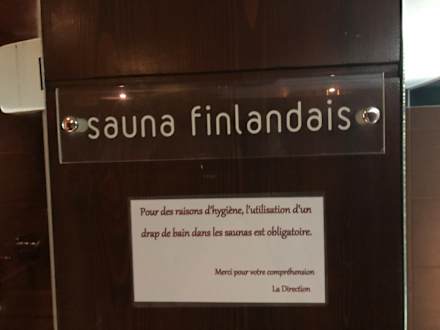 sauna finlandais
Pour des raisons d'hygiène, l'utilisation d'un
drap de bain dans les saunas est obligatoire.
Merci pour votre compréhension
La Direction